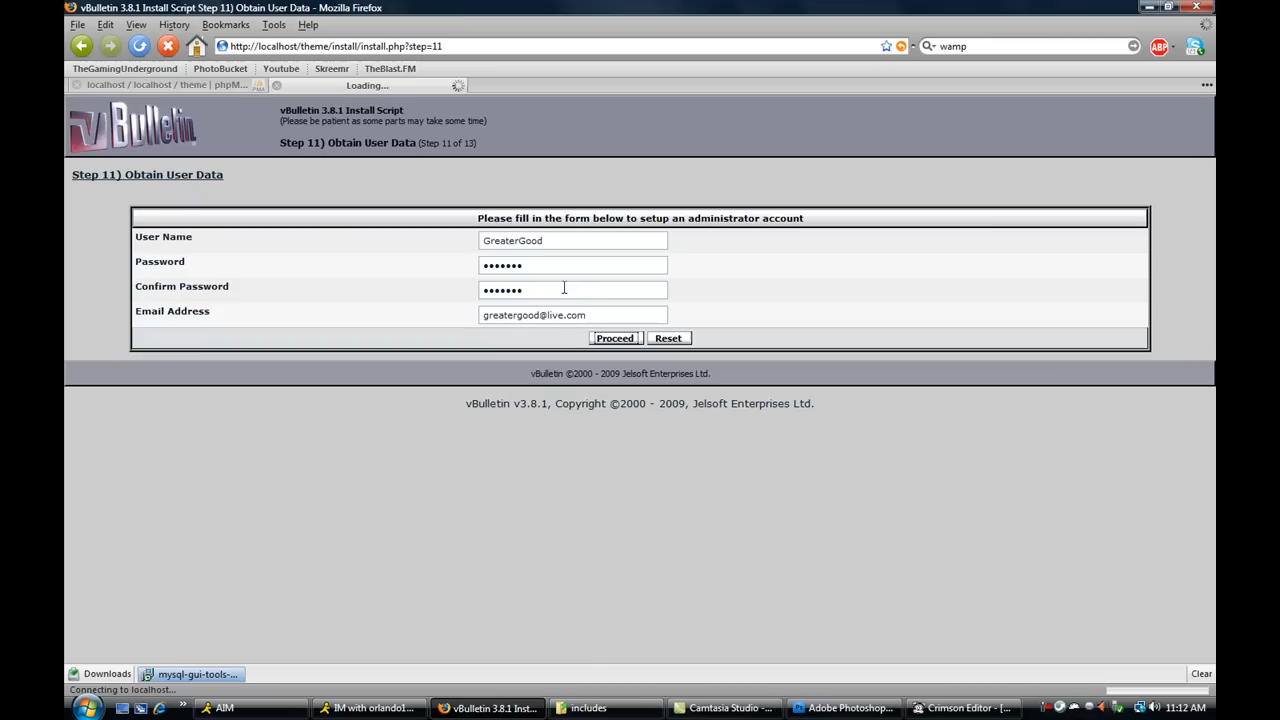 vBulletin 3.8.1 Install Script Step 11) Obtain User Data - Mozilla Firefox
File Edit View History Bookmarks Tools Help
http://localhost/theme/install/install.php?step=11
wamp
ABP
TheGamingUnderground PhotoBucket Youtube Skreemr TheBlast.FM
localhost / localhost / theme | phpM...
Loading...
vBulletin
vBulletin 3.8.1 Install Script
(Please be patient as some parts may take some time)
Step 11) Obtain User Data (Step 11 of 13)
Step 11) Obtain User Data
Please fill in the form below to setup an administrator account
User Name GreaterGood
Password •••••••
Confirm Password •••••••
Email Address greatergood@live.com
Proceed Reset
vBulletin ©2000 - 2009 Jelsoft Enterprises Ltd.
vBulletin v3.8.1, Copyright ©2000 - 2009, Jelsoft Enterprises Ltd.
Downloads mysql-gui-tools-... Clear
Connecting to localhost...
AIM IM with orlando1... vBulletin 3.8.1 Inst... includes Camtasia Studio -... Adobe Photoshop... Crimson Editor - [... 11:12 AM